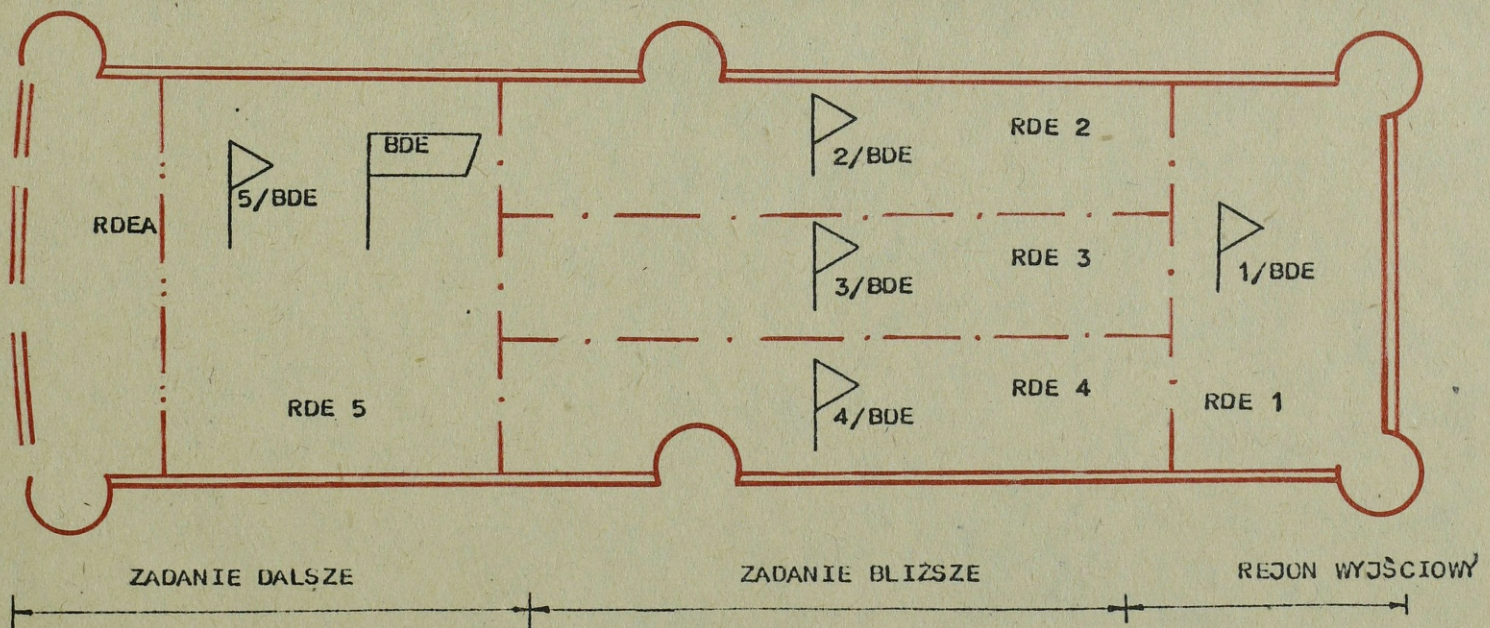 RDE 2
BDE
2/BDE
5/BDE
RDEA
RDE 3
1/BDE
3/BDE
RDE 4
RDE 1
RDE 5
4/BDE
ZADANIE DALSZE
ZADANIE BLIŻSZE
REJON WYJŚCIOWY